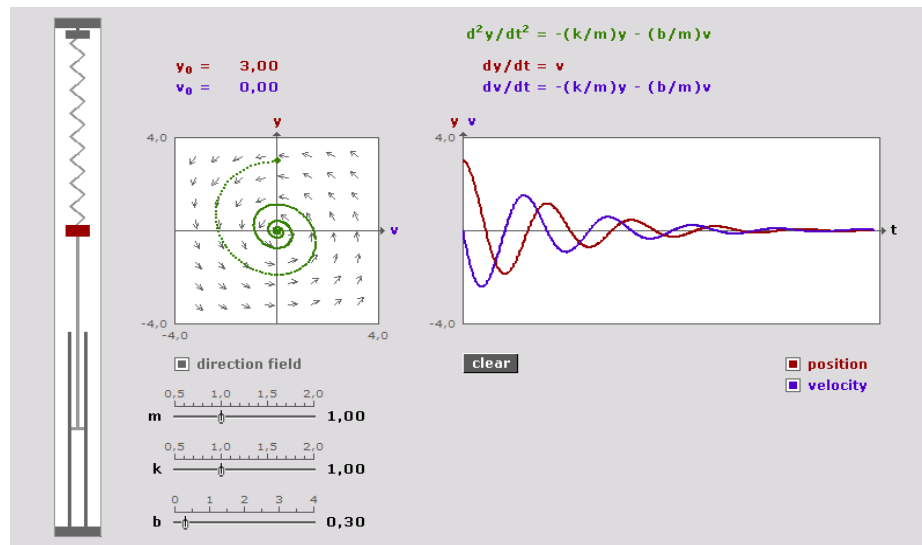 d²y/dt² = -(k/m)y - (b/m)v
y₀ = 3,00
dy/dt = v
v₀ = 0,00
dv/dt = -(k/m)y - (b/m)v
y
y v
4,0
4,0
v
t
-4,0
-4,0
-4,0
4,0
direction field
clear
position
velocity
0,5 1,0 2,0
m 1,00
0,5 1,0 1,5 2,0
k 1,00
0 1 2 3 4
b 0,30